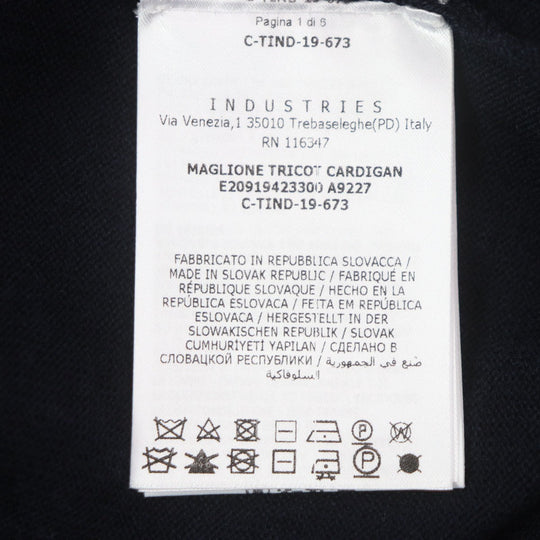 Pagina 1 di 6
C-TIND-19-673
INDUSTRIES
Via Venezia,1 35010 Trebaseleghe(PD) Italy
RN 116347
MAGLIONE TRICOT CARDIGAN
E20919423300 A9227
C-TIND-19-673
FABBRICATO IN REPUBBLICA SLOVACCA /
MADE IN SLOVAK REPUBLIC / FABRIQUÉ EN
RÉPUBLIQUE SLOVAQUE / HECHO EN LA
REPÚBLICA ESLOVACA / FEITA EM REPÚBLICA
ESLOVACA / HERGESTELLT IN DER
SLOWAKISCHEN REPUBLIK / SLOVAK
CUMHURİYETİ YAPILAN / СДЕЛАНО В
СЛОВАЦКОЙ РЕСПУБЛИКИ / صنع في الجمهورية
السلوفاكية
P W
P